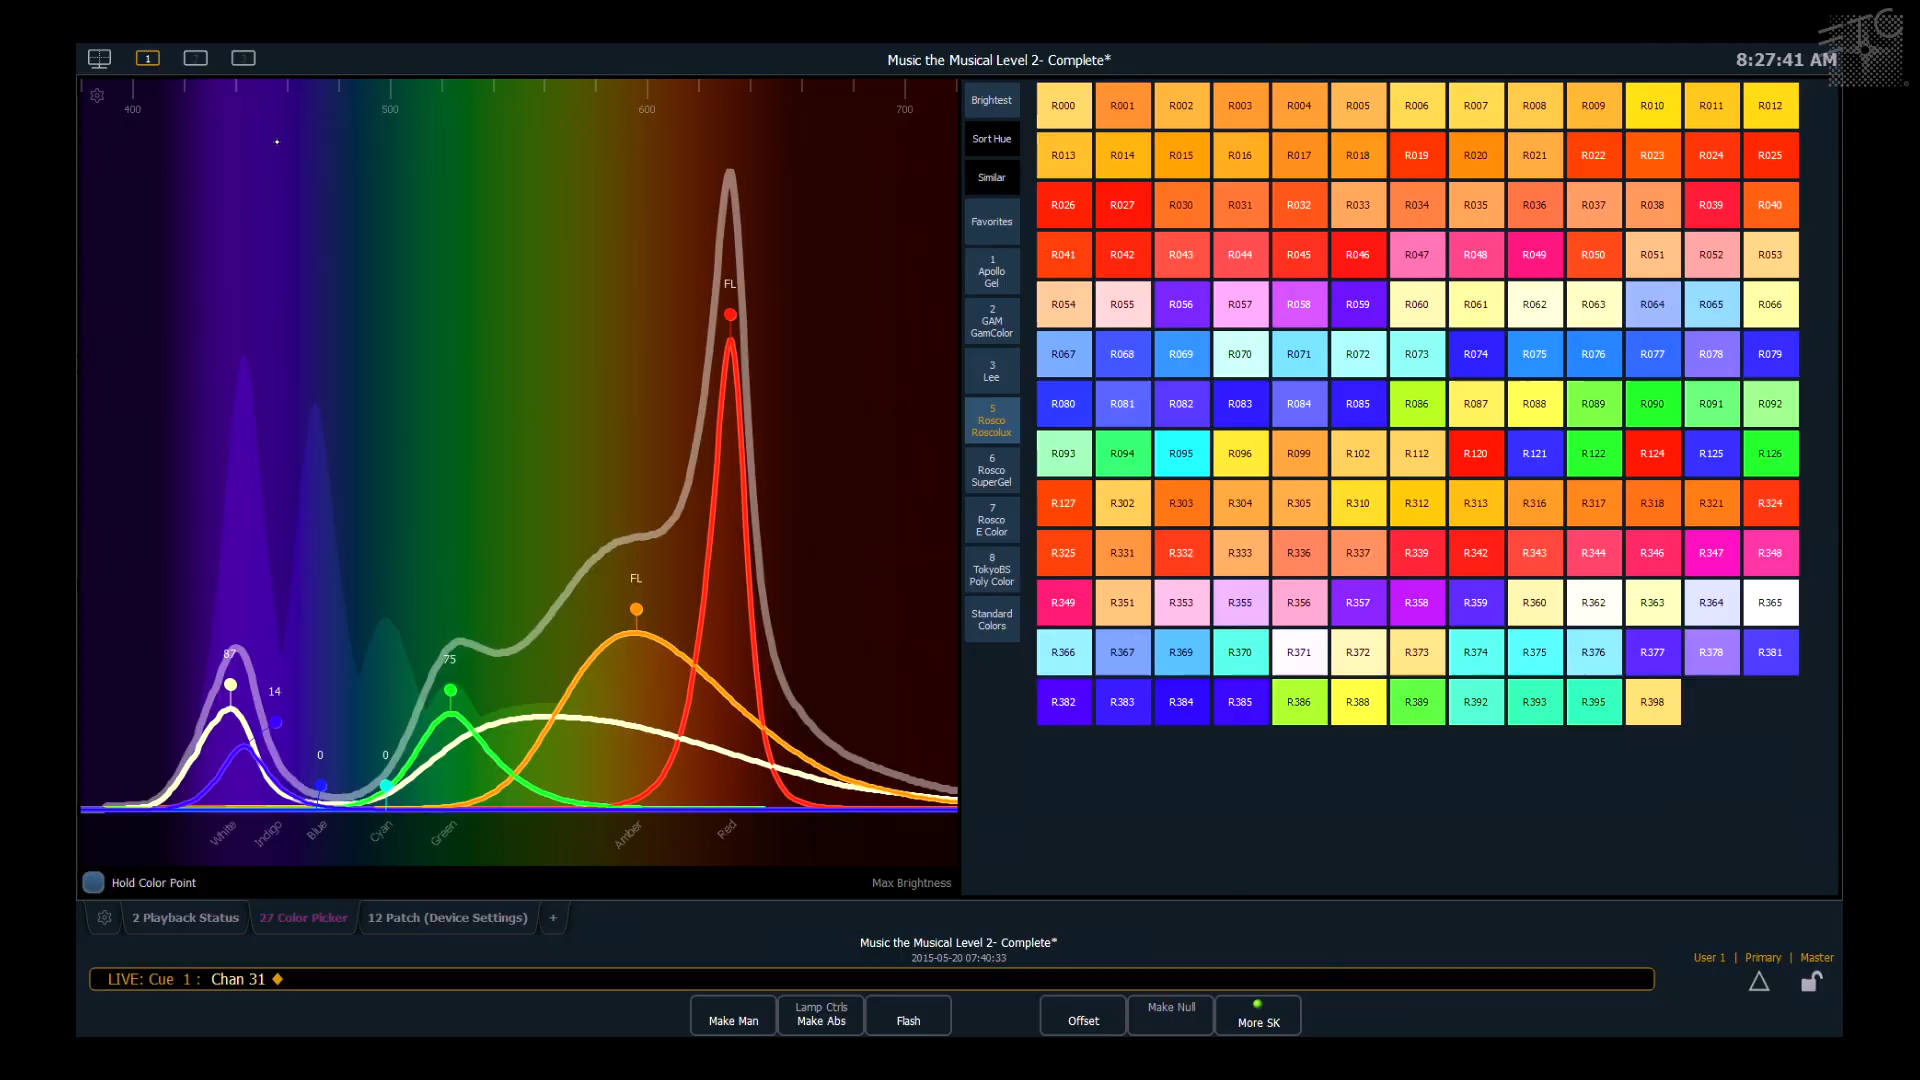 1
Music the Musical Level 2- Complete*
8:27:41 AM
ETC
400
500
600
700
FL
FL
87
14
0
0
75
White
Indigo
Blue
Cyan
Green
Amber
Red
Hold Color Point
Max Brightness
Brightest
Sort Hue
Similar
Favorites
1
Apollo
Gel
2
GAM
GamColor
3
Lee
5
Rosco
Roscolux
6
Rosco
SuperGel
7
Rosco
E Color
8
TokyoBS
Poly Color
Standard
Colors
R000 R001 R002 R003 R004 R005 R006 R007 R008 R009 R010 R011 R012
R013 R014 R015 R016 R017 R018 R019 R020 R021 R022 R023 R024 R025
R026 R027 R030 R031 R032 R033 R034 R035 R036 R037 R038 R039 R040
R041 R042 R043 R044 R045 R046 R047 R048 R049 R050 R051 R052 R053
R054 R055 R056 R057 R058 R059 R060 R061 R062 R063 R064 R065 R066
R067 R068 R069 R070 R071 R072 R073 R074 R075 R076 R077 R078 R079
R080 R081 R082 R083 R084 R085 R086 R087 R088 R089 R090 R091 R092
R093 R094 R095 R096 R099 R102 R112 R120 R121 R122 R124 R125 R126
R127 R302 R303 R304 R305 R310 R312 R313 R316 R317 R318 R321 R324
R325 R331 R332 R333 R336 R337 R339 R342 R343 R344 R346 R347 R348
R349 R351 R353 R355 R356 R357 R358 R359 R360 R362 R363 R364 R365
R366 R367 R369 R370 R371 R372 R373 R374 R375 R376 R377 R378 R381
R382 R383 R384 R385 R386 R388 R389 R392 R393 R395 R398
2 Playback Status
27 Color Picker
12 Patch (Device Settings)
+
Music the Musical Level 2- Complete*
2015-05-20 07:40:33
LIVE: Cue 1 : Chan 31
User 1 | Primary | Master
Make Man
Lamp Ctrls
Make Abs
Flash
Offset
Make Null
More SK